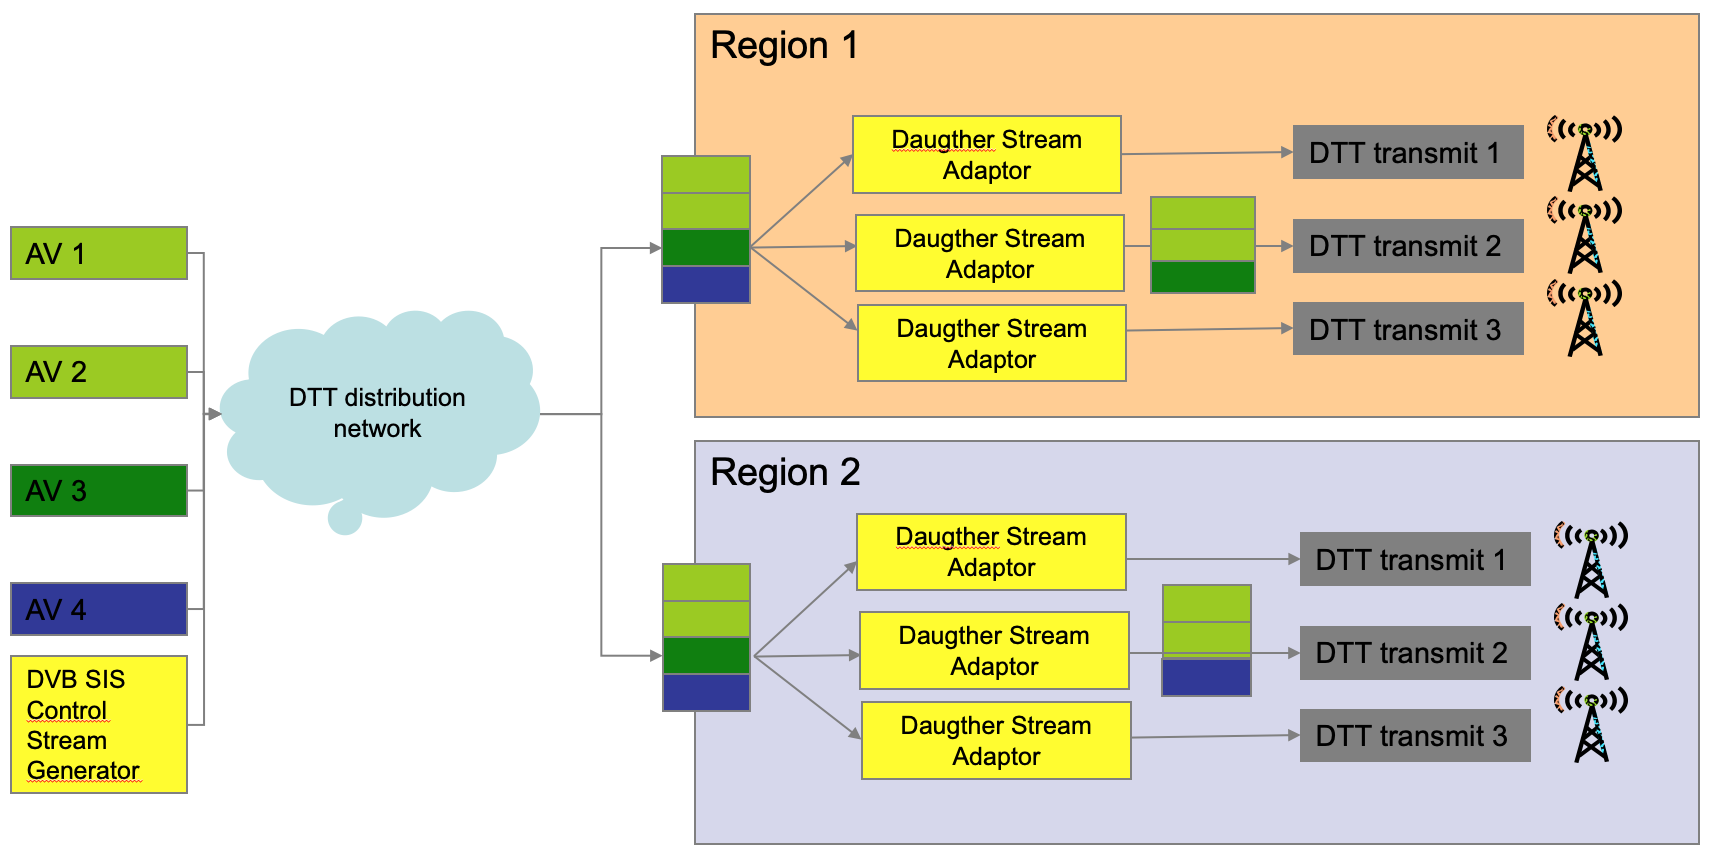 AV 1
AV 2
AV 3
AV 4
DVB SIS
Control
Stream
Generator
DTT distribution
network
Region 1
Daugther Stream
Adaptor
DTT transmit 1
Daugther Stream
Adaptor
DTT transmit 2
Daugther Stream
Adaptor
DTT transmit 3
Region 2
Daugther Stream
Adaptor
DTT transmit 1
Daugther Stream
Adaptor
DTT transmit 2
Daugther Stream
Adaptor
DTT transmit 3